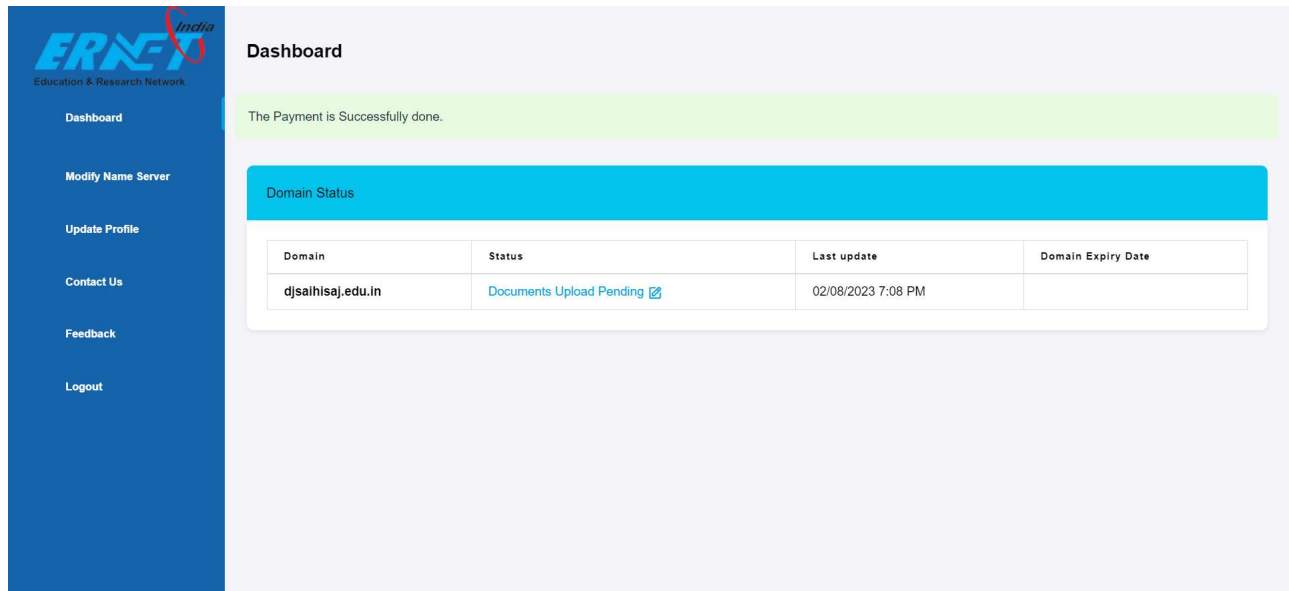 India
ERNET
Education & Research Network
Dashboard
Modify Name Server
Update Profile
Contact Us
Feedback
Logout
Dashboard
The Payment is Successfully done.
Domain Status
Domain Status Last update Domain Expiry Date
djsaihisaj.edu.in Documents Upload Pending 02/08/2023 7:08 PM